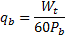 q_b = W_t / 60P_b